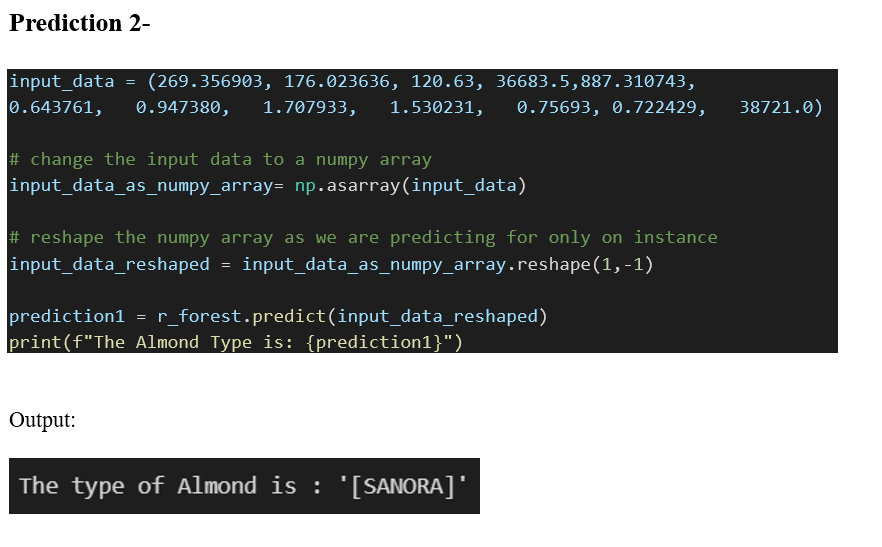 Prediction 2-
input_data = (269.356903, 176.023636, 120.63, 36683.5,887.310743,
0.643761, 0.947380, 1.707933, 1.530231, 0.75693, 0.722429, 38721.0)
# change the input data to a numpy array
input_data_as_numpy_array= np.asarray(input_data)
# reshape the numpy array as we are predicting for only on instance
input_data_reshaped = input_data_as_numpy_array.reshape(1,-1)
prediction1 = r_forest.predict(input_data_reshaped)
print(f"The Almond Type is: {prediction1}")
Output:
The type of Almond is : '[SANORA]'